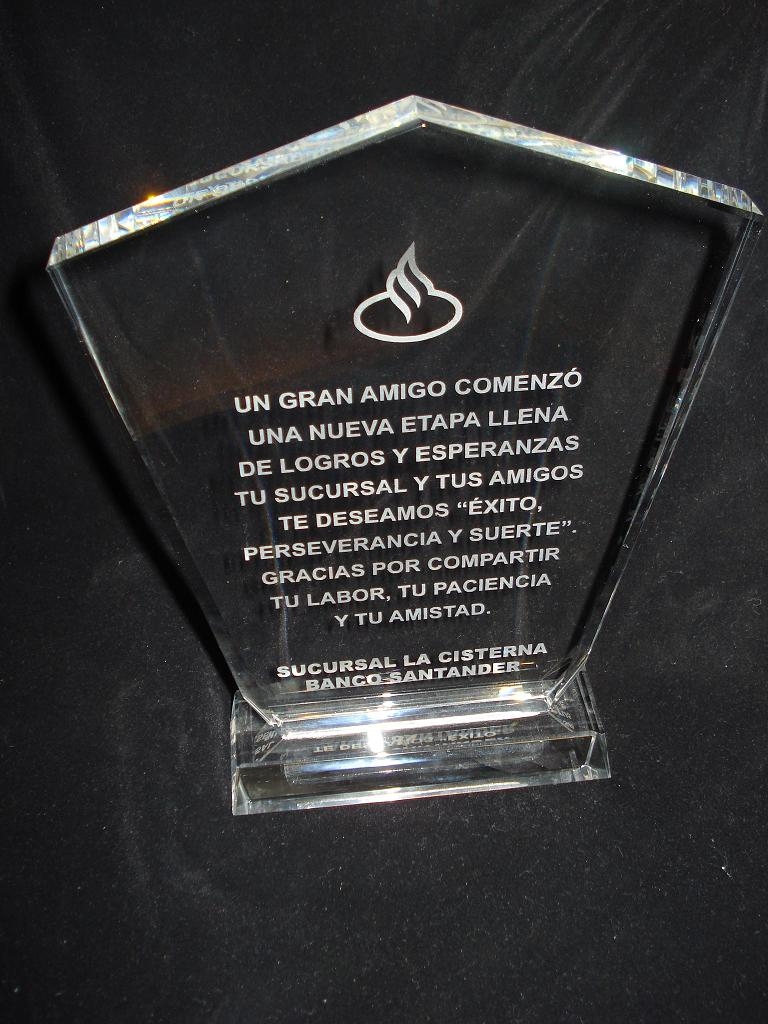 UN GRAN AMIGO COMENZÓ
UNA NUEVA ETAPA LLENA
DE LOGROS Y ESPERANZAS
TU SUCURSAL Y TUS AMIGOS
TE DESEAMOS “ÉXITO,
PERSEVERANCIA Y SUERTE”.
GRACIAS POR COMPARTIR
TU LABOR, TU PACIENCIA
Y TU AMISTAD.
SUCURSAL LA CISTERNA
BANCO SANTANDER